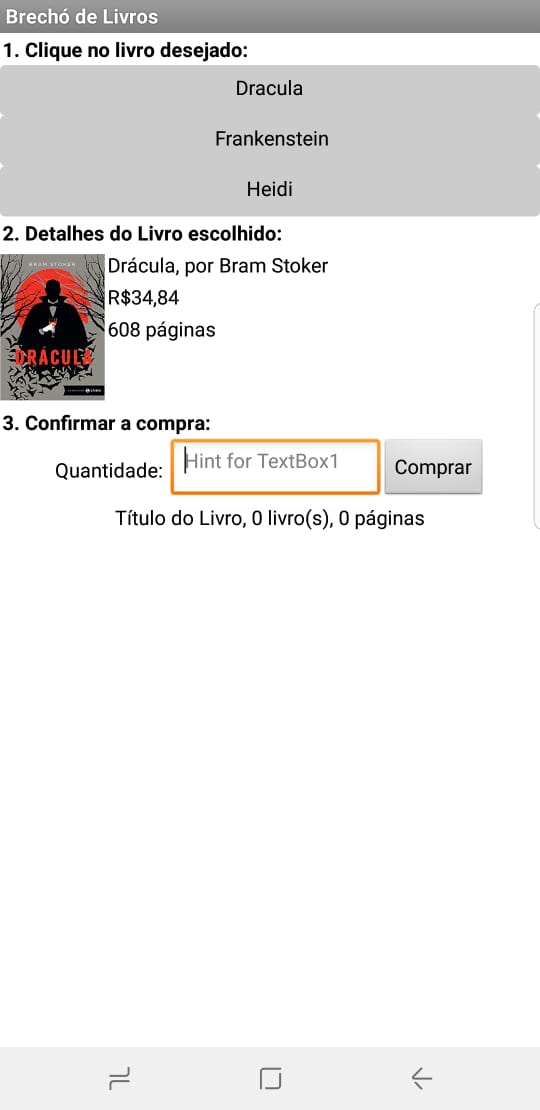 Brechó de Livros
1. Clique no livro desejado:
Dracula
Frankenstein
Heidi
2. Detalhes do Livro escolhido:
BRAM STOKER
DRÁCULA
Drácula, por Bram Stoker
R$34,84
608 páginas
3. Confirmar a compra:
Quantidade: Hint for TextBox1 Comprar
Título do Livro, 0 livro(s), 0 páginas